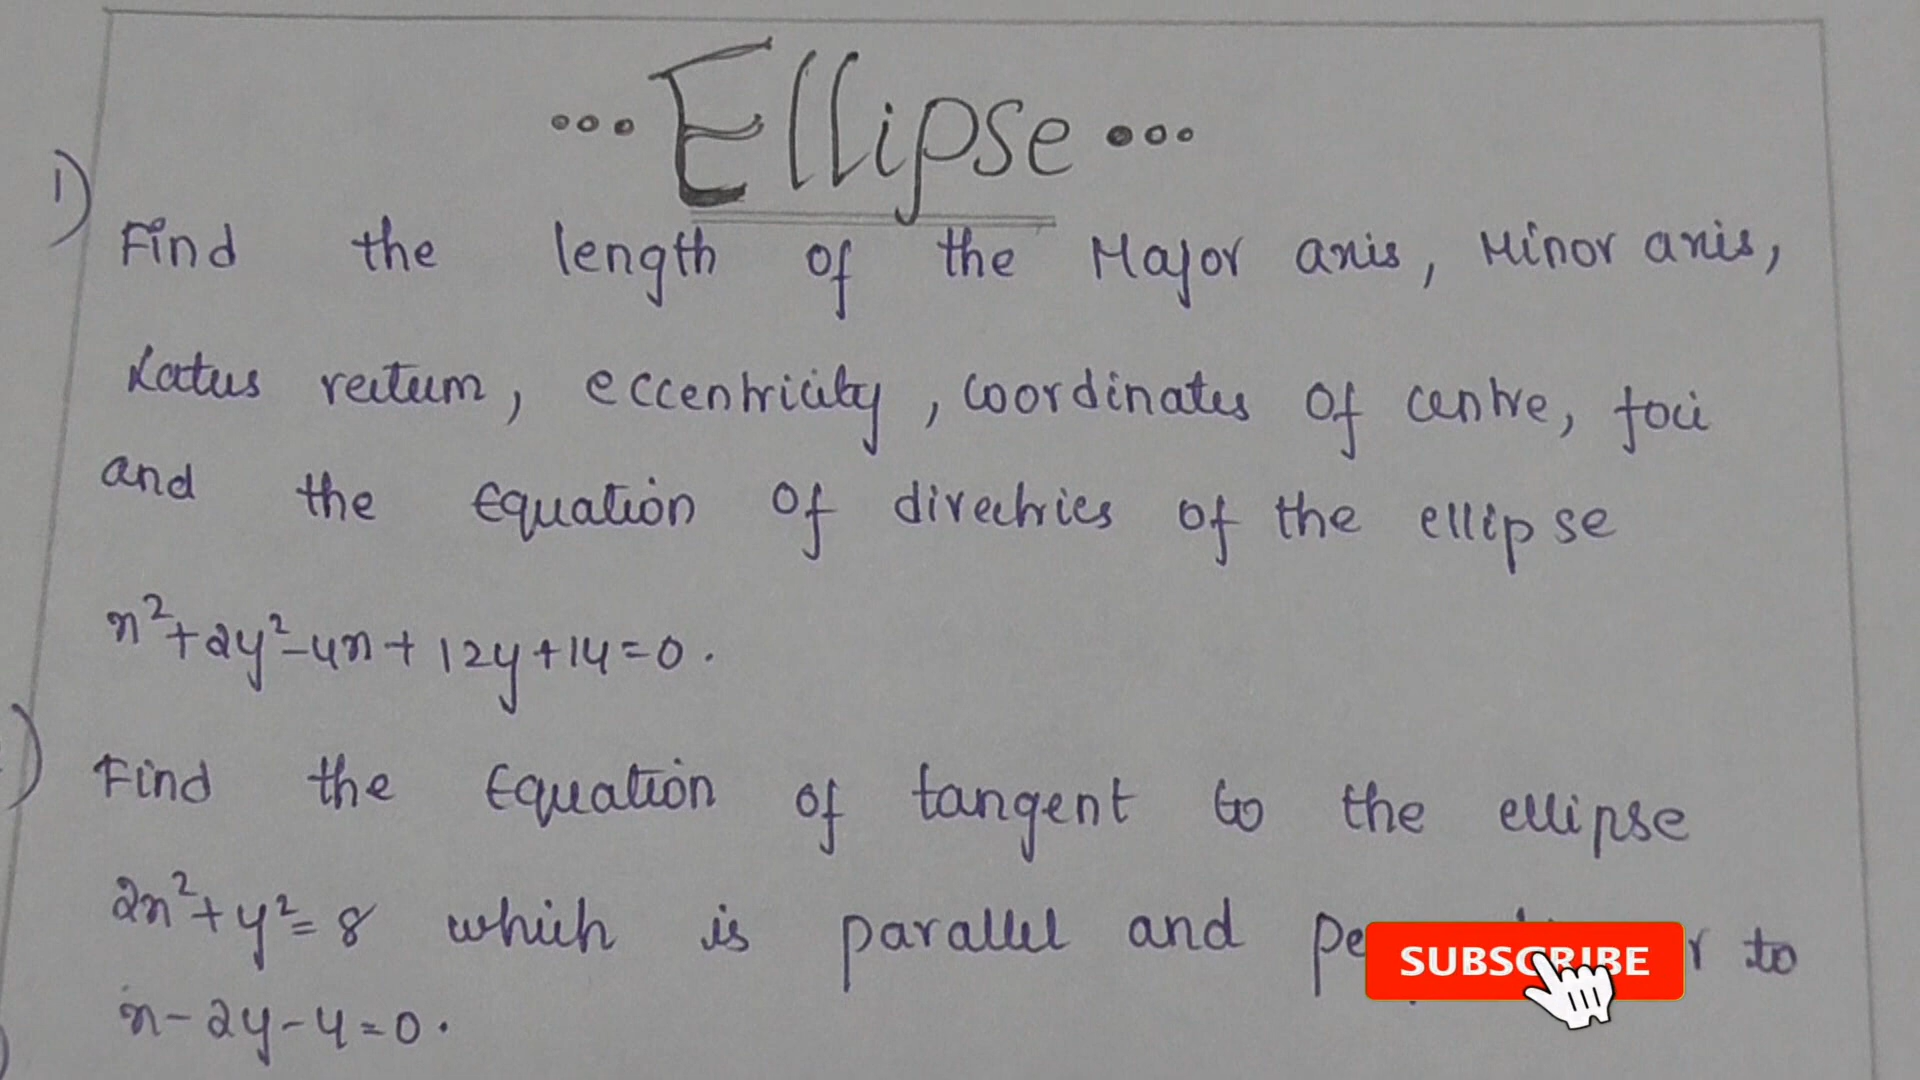 ...Ellipse...
1) Find the length of the Major axis, Minor axis,
Latus rectum, eccentricity, coordinates of centre, foci
and the Equation of directries of the ellipse
x²+2y²-4x+12y+14=0.
) Find the Equation of tangent to the ellipse
2x²+y²=8 which is parallel and to
x-2y-4=0.
SUBSCRIBE